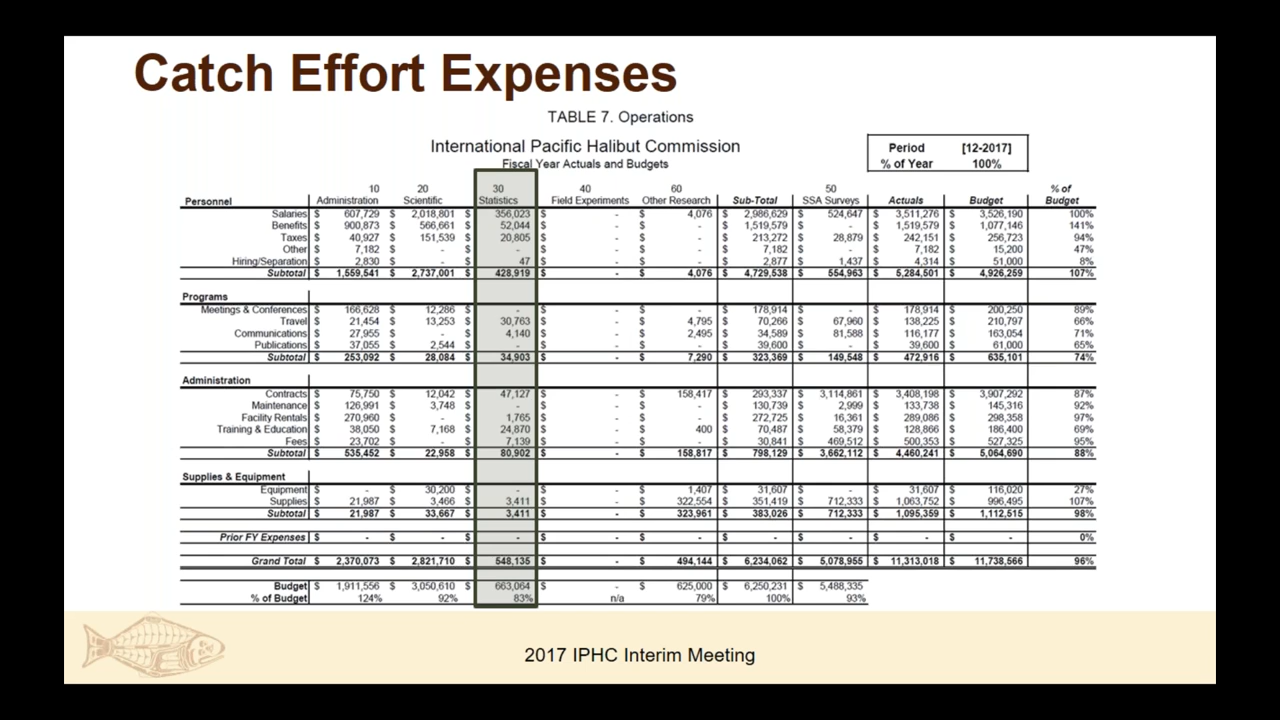 Catch Effort Expenses
TABLE 7. Operations
International Pacific Halibut Commission
Fiscal Year Actuals and Budgets
Period [12-2017]
% of Year 100%
10 20 30 40 60 50 % of
Personnel Administration Scientific Statistics Field Experiments Other Research Sub-Total SSA Surveys Actuals Budget Budget
Salaries $ 607,729 $ 2,018,801 $ 356,023 $ - $ 4,076 $ 2,986,629 $ 524,647 $ 3,511,276 $ 3,526,190 100%
Benefits $ 900,873 $ 566,661 $ 52,044 $ - $ - $ 1,519,579 $ - $ 1,519,579 $ 1,077,146 141%
Taxes $ 40,927 $ 151,539 $ 20,805 $ - $ - $ 213,272 $ 28,879 $ 242,151 $ 256,723 94%
Other $ 7,182 $ - $ - $ - $ - $ 7,182 $ - $ 7,182 $ 15,200 47%
Hiring/Separation $ 2,830 $ - $ 47 $ - $ - $ 2,877 $ 1,437 $ 4,314 $ 51,000 8%
Subtotal $ 1,559,541 $ 2,737,001 $ 428,919 $ - $ 4,076 $ 4,729,538 $ 554,963 $ 5,284,501 $ 4,926,259 107%
Programs
Meetings & Conferences $ 166,628 $ 12,286 $ - $ - $ - $ 178,914 $ - $ 178,914 $ 200,250 89%
Travel $ 21,454 $ 13,253 $ 30,763 $ - $ 4,795 $ 70,266 $ 67,960 $ 138,225 $ 210,797 66%
Communications $ 27,955 $ - $ 4,140 $ - $ 2,495 $ 34,589 $ 81,588 $ 116,177 $ 163,054 71%
Publications $ 37,055 $ 2,544 $ - $ - $ - $ 39,600 $ - $ 39,600 $ 61,000 65%
Subtotal $ 253,092 $ 28,084 $ 34,903 $ - $ 7,290 $ 323,369 $ 149,548 $ 472,916 $ 635,101 74%
Administration
Contracts $ 75,750 $ 12,042 $ 47,127 $ - $ 158,417 $ 293,337 $ 3,114,861 $ 3,408,198 $ 3,907,292 87%
Maintenance $ 126,991 $ 3,748 $ - $ - $ - $ 130,739 $ 2,999 $ 133,738 $ 145,316 92%
Facility Rentals $ 270,960 $ - $ 1,765 $ - $ - $ 272,725 $ 16,361 $ 289,086 $ 298,358 97%
Training & Education $ 38,050 $ 7,168 $ 24,870 $ - $ 400 $ 70,487 $ 58,379 $ 128,866 $ 186,400 69%
Fees $ 23,702 $ - $ 7,139 $ - $ - $ 30,841 $ 469,512 $ 500,353 $ 527,325 95%
Subtotal $ 535,452 $ 22,958 $ 80,902 $ - $ 158,817 $ 798,129 $ 3,662,112 $ 4,460,241 $ 5,064,690 88%
Supplies & Equipment
Equipment $ - $ 30,200 $ - $ - $ 1,407 $ 31,607 $ - $ 31,607 $ 116,020 27%
Supplies $ 21,987 $ 3,466 $ 3,411 $ - $ 322,554 $ 351,419 $ 712,333 $ 1,063,752 $ 996,495 107%
Subtotal $ 21,987 $ 33,667 $ 3,411 $ - $ 323,961 $ 383,026 $ 712,333 $ 1,095,359 $ 1,112,515 98%
Prior FY Expenses $ - $ - $ - $ - $ - $ - $ - $ - $ - 0%
Grand Total $ 2,370,073 $ 2,821,710 $ 548,135 $ - $ 494,144 $ 6,234,062 $ 5,078,955 $ 11,313,018 $ 11,738,566 96%
Budget $ 1,911,556 $ 3,050,610 $ 663,064 $ - $ 625,000 $ 6,250,231 $ 5,488,335
% of Budget 124% 92% 83% n/a 79% 100% 93%
2017 IPHC Interim Meeting